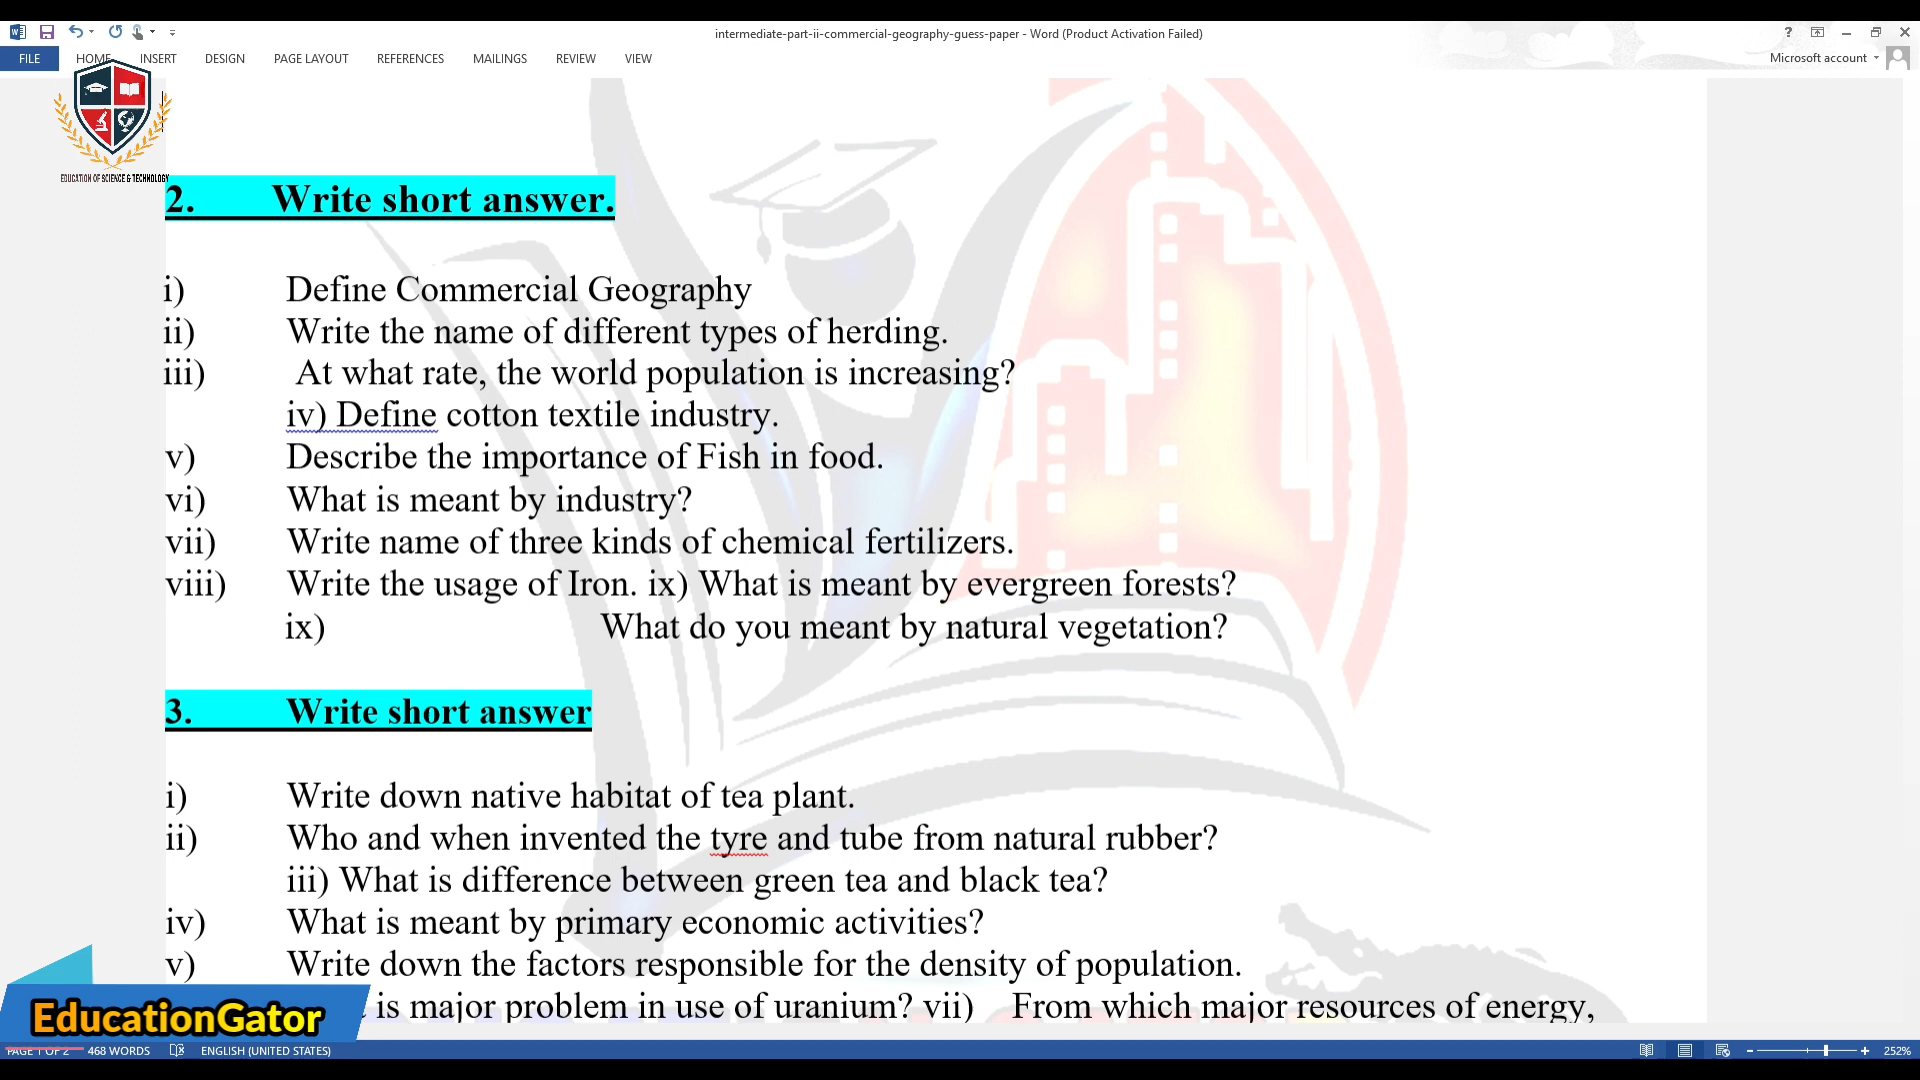 intermediate-part-ii-commercial-geography-guess-paper - Word (Product Activation Failed)
FILE HOME INSERT DESIGN PAGE LAYOUT REFERENCES MAILINGS REVIEW VIEW Microsoft account
EDUCATION OF SCIENCE & TECHNOLOGY
2. Write short answer.
i) Define Commercial Geography
ii) Write the name of different types of herding.
iii) At what rate, the world population is increasing?
iv) Define cotton textile industry.
v) Describe the importance of Fish in food.
vi) What is meant by industry?
vii) Write name of three kinds of chemical fertilizers.
viii) Write the usage of Iron. ix) What is meant by evergreen forests?
ix) What do you meant by natural vegetation?
3. Write short answer
i) Write down native habitat of tea plant.
ii) Who and when invented the tyre and tube from natural rubber?
iii) What is difference between green tea and black tea?
iv) What is meant by primary economic activities?
v) Write down the factors responsible for the density of population.
is major problem in use of uranium? vii) From which major resources of energy,
EducationGator
PAGE 1 OF 2 468 WORDS ENGLISH (UNITED STATES) 252%